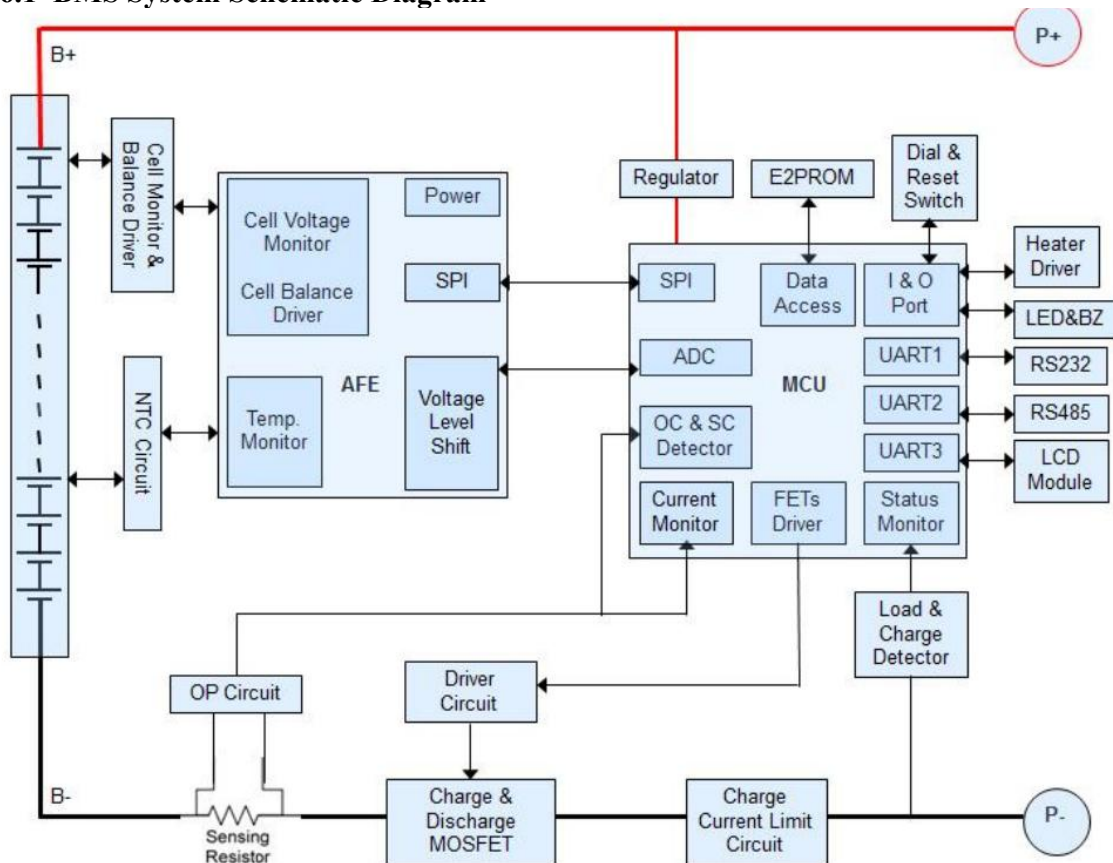 BMS System Schematic Diagram
B+
P+
Cell Monitor &
Balance Driver
Cell Voltage
Monitor
Cell Balance
Driver
Power
SPI
AFE
Temp.
Monitor
Voltage
Level
Shift
NTC Circuit
Regulator
E2PROM
Dial &
Reset
Switch
SPI
Data
Access
I & O
Port
ADC
MCU
UART1
OC & SC
Detector
UART2
UART3
Current
Monitor
FETs
Driver
Status
Monitor
Heater
Driver
LED&BZ
RS232
RS485
LCD
Module
Load &
Charge
Detector
OP Circuit
Driver
Circuit
B-
Sensing
Resistor
Charge &
Discharge
MOSFET
Charge
Current Limit
Circuit
P-